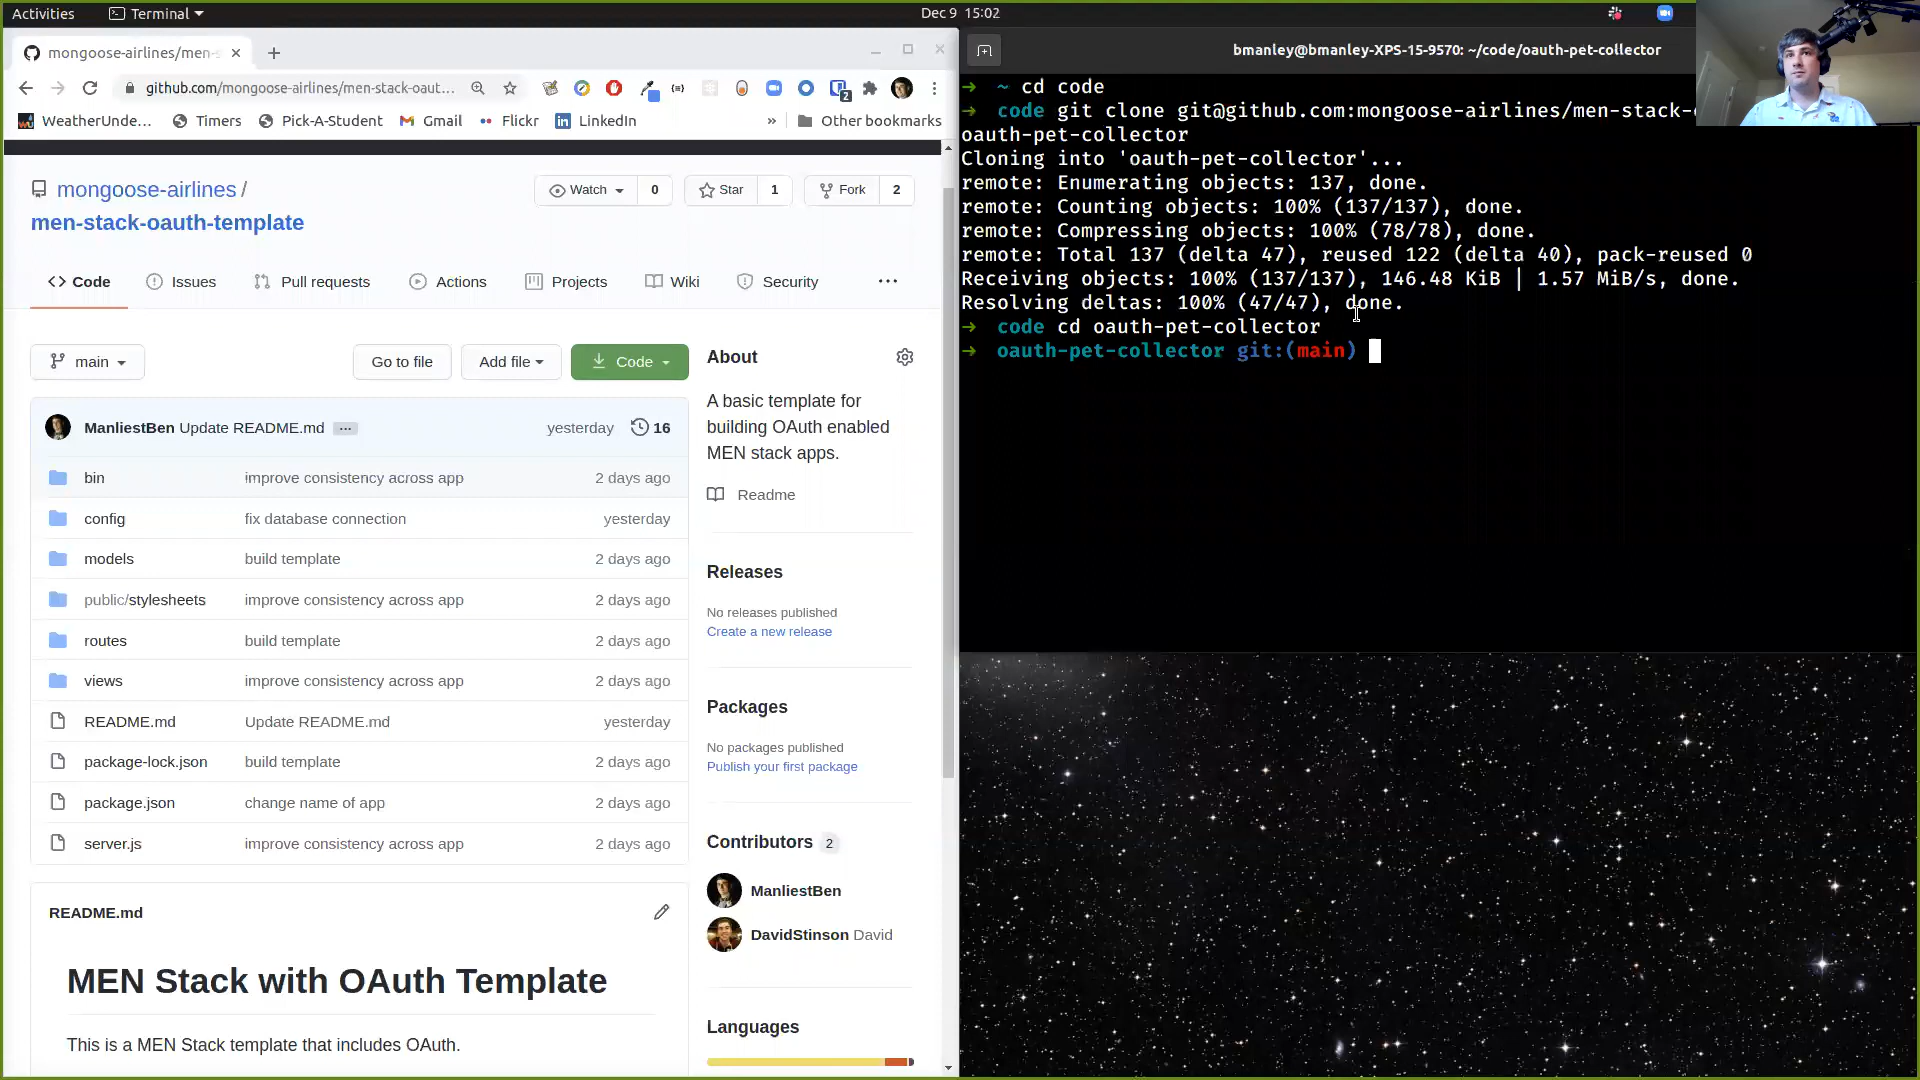 Activities
Terminal
Dec 9 15:02
mongoose-airlines/men-s
github.com/mongoose-airlines/men-stack-oaut...
2
WeatherUnde...
Timers
Pick-A-Student
Gmail
Flickr
LinkedIn
»
Other bookmarks
mongoose-airlines /
men-stack-oauth-template
Watch 0
Star 1
Fork 2
<> Code
Issues
Pull requests
Actions
Projects
Wiki
Security
...
main
Go to file
Add file
Code
ManliestBen Update README.md ... yesterday 16
bin improve consistency across app 2 days ago
config fix database connection yesterday
models build template 2 days ago
public/stylesheets improve consistency across app 2 days ago
routes build template 2 days ago
views improve consistency across app 2 days ago
README.md Update README.md yesterday
package-lock.json build template 2 days ago
package.json change name of app 2 days ago
server.js improve consistency across app 2 days ago
README.md
MEN Stack with OAuth Template
This is a MEN Stack template that includes OAuth.
About
A basic template for
building OAuth enabled
MEN stack apps.
Readme
Releases
No releases published
Create a new release
Packages
No packages published
Publish your first package
Contributors 2
ManliestBen
DavidStinson David
Languages
bmanley@bmanley-XPS-15-9570: ~/code/oauth-pet-collector
→ ~ cd code
→ code git clone git@github.com:mongoose-airlines/men-stack-
oauth-pet-collector
Cloning into 'oauth-pet-collector'...
remote: Enumerating objects: 137, done.
remote: Counting objects: 100% (137/137), done.
remote: Compressing objects: 100% (78/78), done.
remote: Total 137 (delta 47), reused 122 (delta 40), pack-reused 0
Receiving objects: 100% (137/137), 146.48 KiB | 1.57 MiB/s, done.
Resolving deltas: 100% (47/47), done.
→ code cd oauth-pet-collector
→ oauth-pet-collector git:(main)